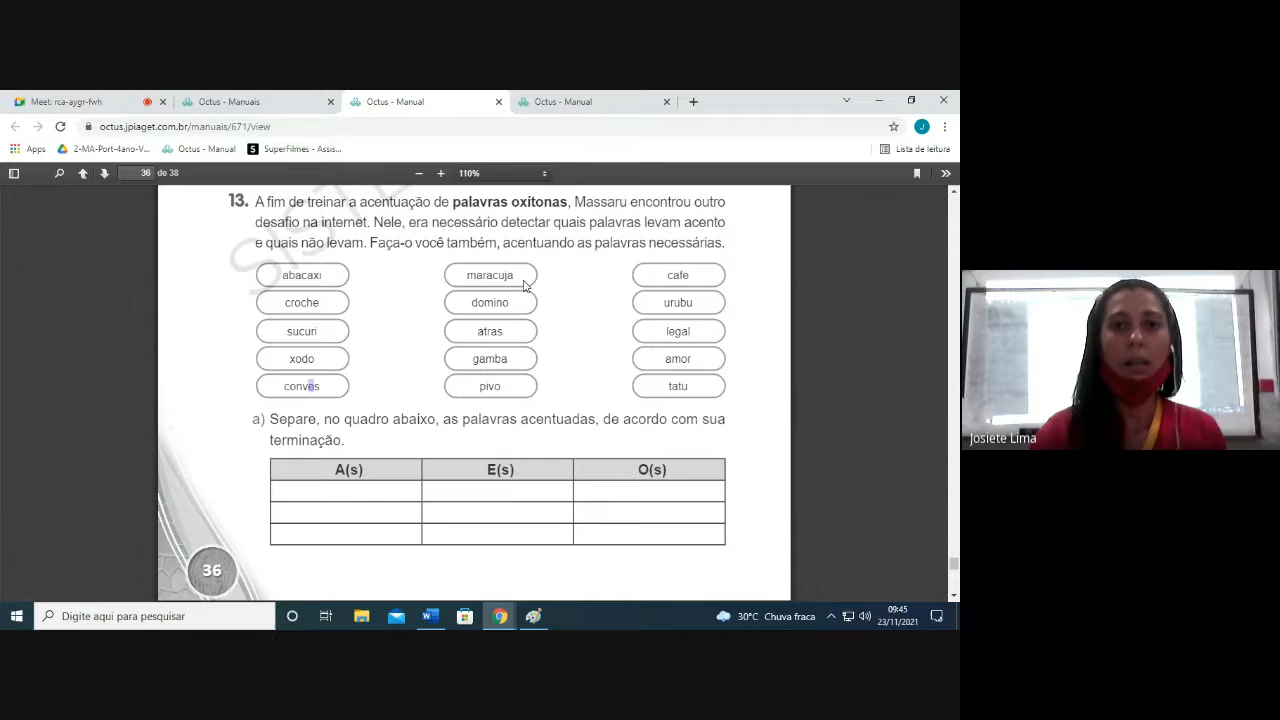 Meet: rca-aygr-fwh
Octus - Manuais
Octus - Manual
Octus - Manual
octus.jpiaget.com.br/manuais/671/view
Apps
2-MA-Port-4ano-V...
Octus - Manual
SuperFilmes - Assis...
Lista de leitura
36 de 38
110%
SISTE
13. A fim de treinar a acentuação de palavras oxítonas, Massaru encontrou outro
desafio na internet. Nele, era necessário detectar quais palavras levam acento
e quais não levam. Faça-o você também, acentuando as palavras necessárias.
abacaxi maracuja cafe
croche domino urubu
sucuri atras legal
xodo gamba amor
conves pivo tatu
a) Separe, no quadro abaixo, as palavras acentuadas, de acordo com sua
terminação.
A(s) E(s) O(s)
36
Josiete Lima
Digite aqui para pesquisar
30°C Chuva fraca
09:45
23/11/2021